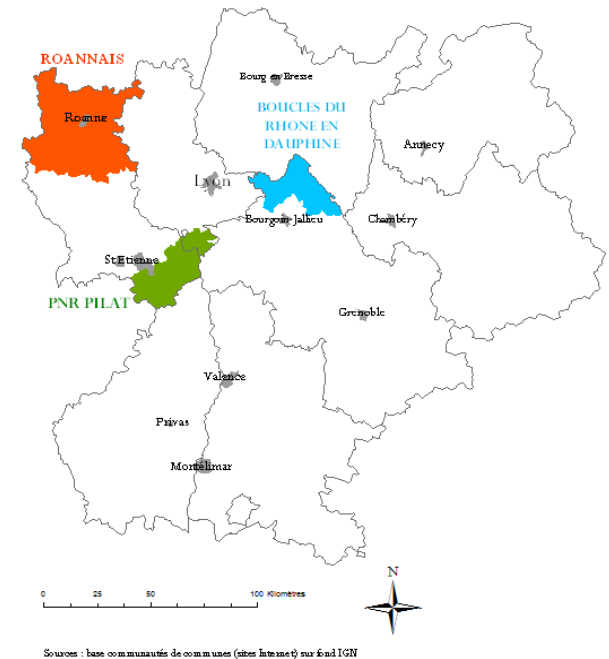 ROANNAIS
Bourg en Bresse
BOUCLES DU
RHONE EN
DAUPHINE
Roanne
Annecy
Lyon
Bourgoin-Jallieu
Chambéry
St Etienne
PNR PILAT
Grenoble
Valence
Privas
Montélimar
N
0 25 50 100 Kilomètres
Sources : base communautés de communes (sites Internet) sur fond IGN